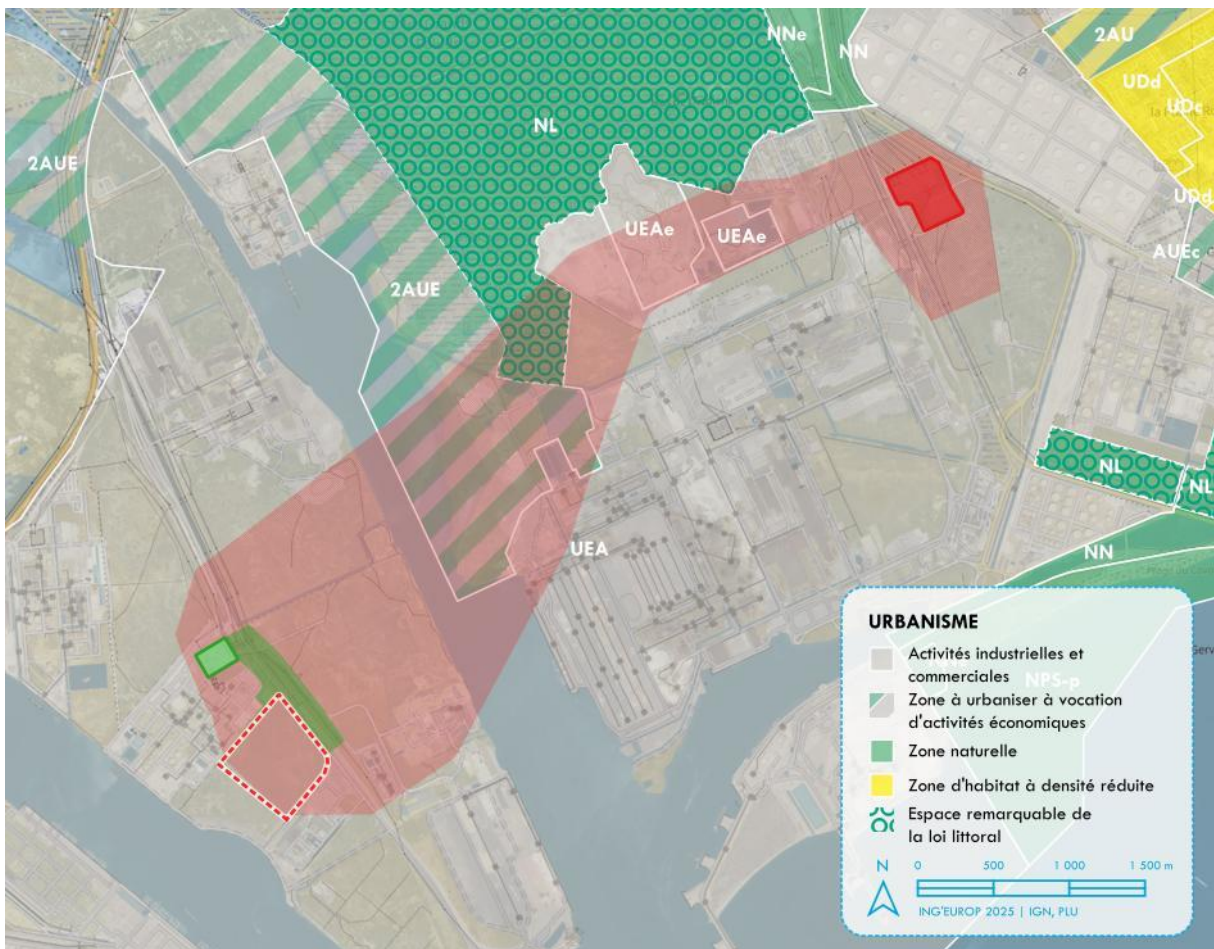 NNe
NN
2AU
UDd
UDc
NL
2AUE
UEAe
UEAe
UDd
AUEc
2AUE
NL
NL
UEA
NN
NPS-p
URBANISME
Activités industrielles et
commerciales
Zone à urbaniser à vocation
d'activités économiques
Zone naturelle
Zone d'habitat à densité réduite
Espace remarquable de
la loi littoral
N
0 500 1 000 1 500 m
ING'EUROP 2025 | IGN, PLU